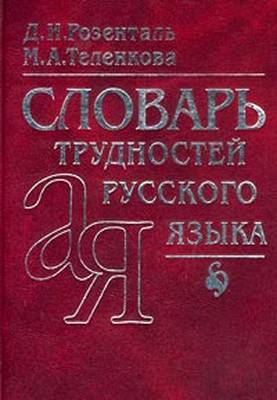 Д.И.Розенталь
М.А.Теленкова
СЛОВАРЬ
ТРУДНОСТЕЙ
РУССКОГО
ЯЗЫКА
а
Я